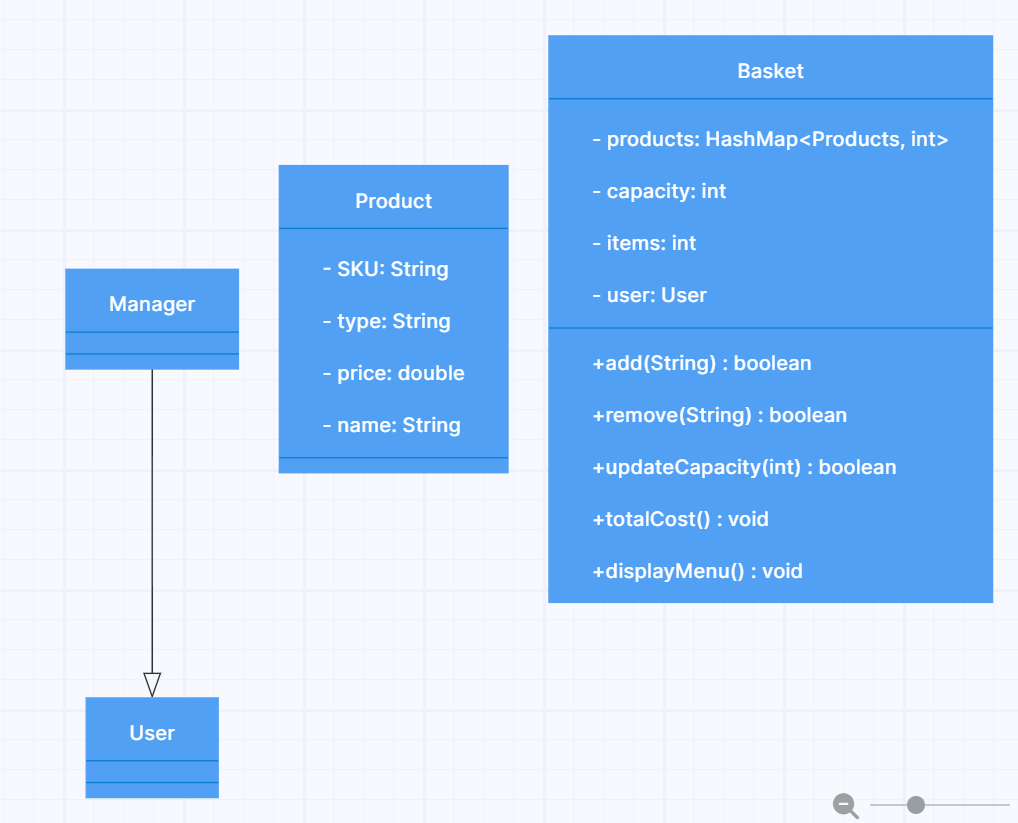 Manager
User
Product
- SKU: String
- type: String
- price: double
- name: String
Basket
- products: HashMap<Products, int>
- capacity: int
- items: int
- user: User
+add(String) : boolean
+remove(String) : boolean
+updateCapacity(int) : boolean
+totalCost() : void
+displayMenu() : void